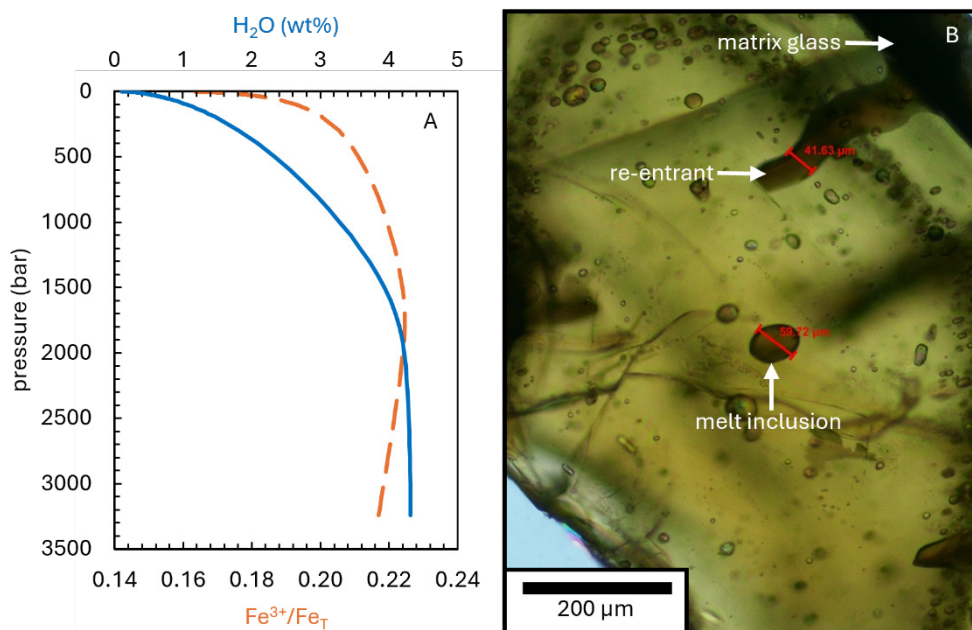 H₂O (wt%)
0 1 2 3 4 5
A
0
500
1000
1500
2000
2500
3000
3500
pressure (bar)
0.14 0.16 0.18 0.20 0.22 0.24
Fe³⁺/Fe_T
B
matrix glass
41.63 µm
re-entrant
59.72 µm
melt inclusion
200 µm